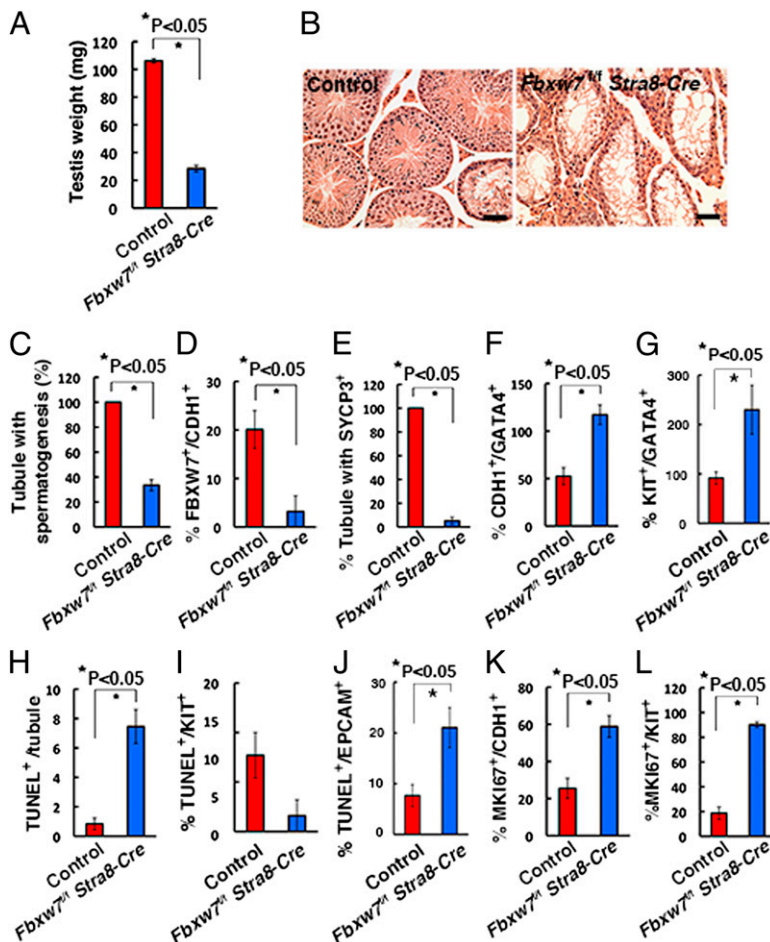 A
* P<0.05
*
Testis weight (mg)
120
100
80
60
40
20
0
Control
Fbxw7f/f Stra8-Cre
B
Control
Fbxw7 f/f Stra8-Cre
C
* P<0.05
*
Tubule with
spermatogenesis (%)
120
100
80
60
40
20
0
Control
Fbxw7f/f Stra8-Cre
D
* P<0.05
*
% FBXW7+/CDH1+
30
20
10
0
Control
Fbxw7f/f Stra8-Cre
E
* P<0.05
*
% Tubule with SYCP3+
120
100
80
60
40
20
0
Control
Fbxw7f/f Stra8-Cre
F
* P<0.05
*
% CDH1+/GATA4+
150
100
50
0
Control
Fbxw7f/f Stra8-Cre
G
* P<0.05
*
% KIT+/GATA4+
300
200
100
0
Control
Fbxw7f/f Stra8-Cre
H
* P<0.05
*
TUNEL+/tubule
10
8
6
4
2
0
Control
Fbxw7f/f Stra8-Cre
I
% TUNEL+/KIT+
20
15
10
5
0
Control
Fbxw7f/f Stra8-Cre
J
* P<0.05
*
% TUNEL+/EPCAM+
30
20
10
0
Control
Fbxw7f/f Stra8-Cre
K
* P<0.05
*
% MKI67+/CDH1+
80
60
40
20
0
Control
Fbxw7f/f Stra8-Cre
L
* P<0.05
*
%MKI67+/KIT+
120
100
80
60
40
20
0
Control
Fbxw7f/f Stra8-Cre